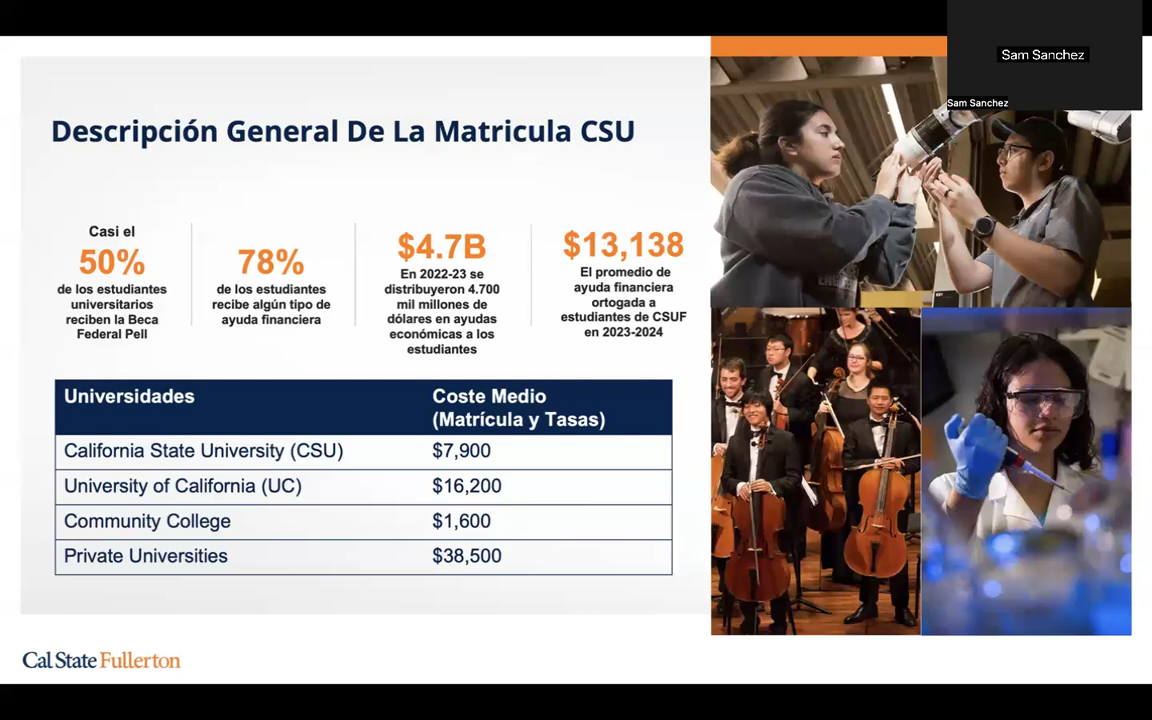 Sam Sanchez
Sam Sanchez
Descripción General De La Matricula CSU
Casi el
50%
de los estudiantes
universitarios
reciben la Beca
Federal Pell
78%
de los estudiantes
recibe algún tipo de
ayuda financiera
$4.7B
En 2022-23 se
distribuyeron 4.700
mil millones de
dólares en ayudas
económicas a los
estudiantes
$13,138
El promedio de
ayuda financiera
ortogada a
estudiantes de CSUF
en 2023-2024
Universidades
Coste Medio
(Matrícula y Tasas)
California State University (CSU) $7,900
University of California (UC) $16,200
Community College $1,600
Private Universities $38,500
Cal State Fullerton